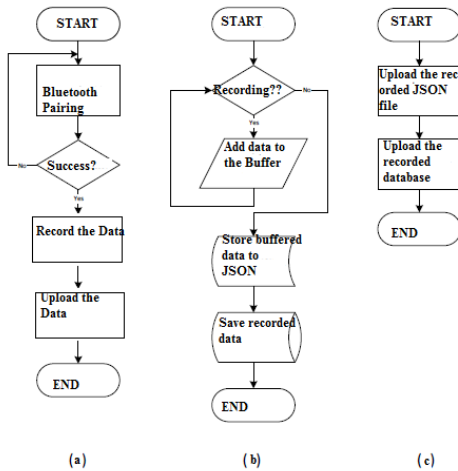 START
Bluetooth
Pairing
Success?
No
Yes
Record the Data
Upload the
Data
END
(a)
START
Recording??
No
Yes
Add data to
the Buffer
Store buffered
data to
JSON
Save recorded
data
END
(b)
START
Upload the rec
orded JSON
file
Upload the
recorded
database
END
(c)